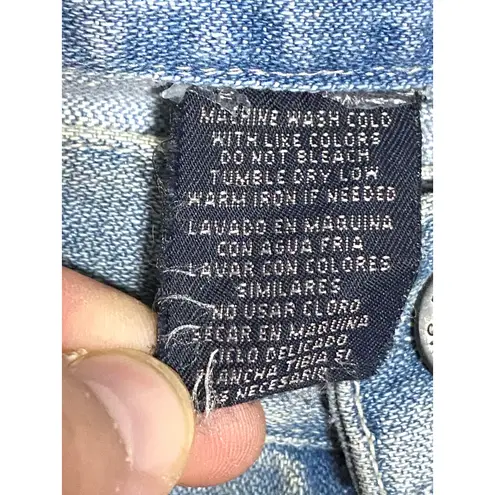 MACHINE WASH COLD
WITH LIKE COLORS
DO NOT BLEACH
TUMBLE DRY LOW
WARM IRON IF NEEDED
LAVADO EN MAQUINA
CON AGUA FRIA
LAVAR CON COLORES
SIMILARES
NO USAR CLORO
SECAR EN MAQUINA
CICLO DELICADO
PLANCHA TIBIA SI
ES NECESARIO